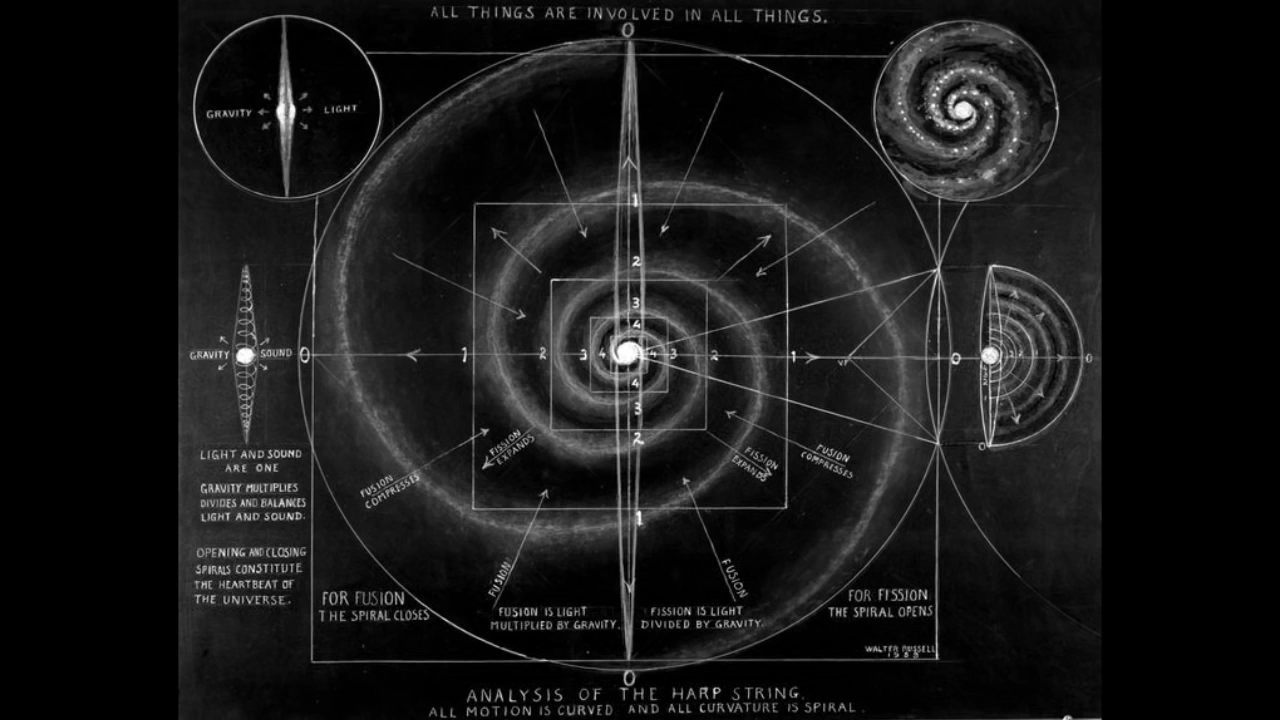 ALL THINGS ARE INVOLVED IN ALL THINGS.
0
GRAVITY LIGHT
1
2
3
4
GRAVITY SOUND
0 1 2 3 4 4 3 2 1 0 0
4
3
2
1
0
LIGHT AND SOUND
ARE ONE
GRAVITY MULTIPLIES
DIVIDES AND BALANCES
LIGHT AND SOUND.
OPENING AND CLOSING
SPIRALS CONSTITUTE
THE HEARTBEAT OF
THE UNIVERSE.
FUSION
COMPRESSES
FISSION
EXPANDS
FISSION
EXPANDS
FUSION
COMPRESSES
FUSION
FUSION
FOR FUSION
THE SPIRAL CLOSES
FUSION IS LIGHT
MULTIPLIED BY GRAVITY.
FISSION IS LIGHT
DIVIDED BY GRAVITY.
FOR FISSION
THE SPIRAL OPENS
WALTER RUSSELL
0
ANALYSIS OF THE HARP STRING.
ALL MOTION IS CURVED AND ALL CURVATURE IS SPIRAL.